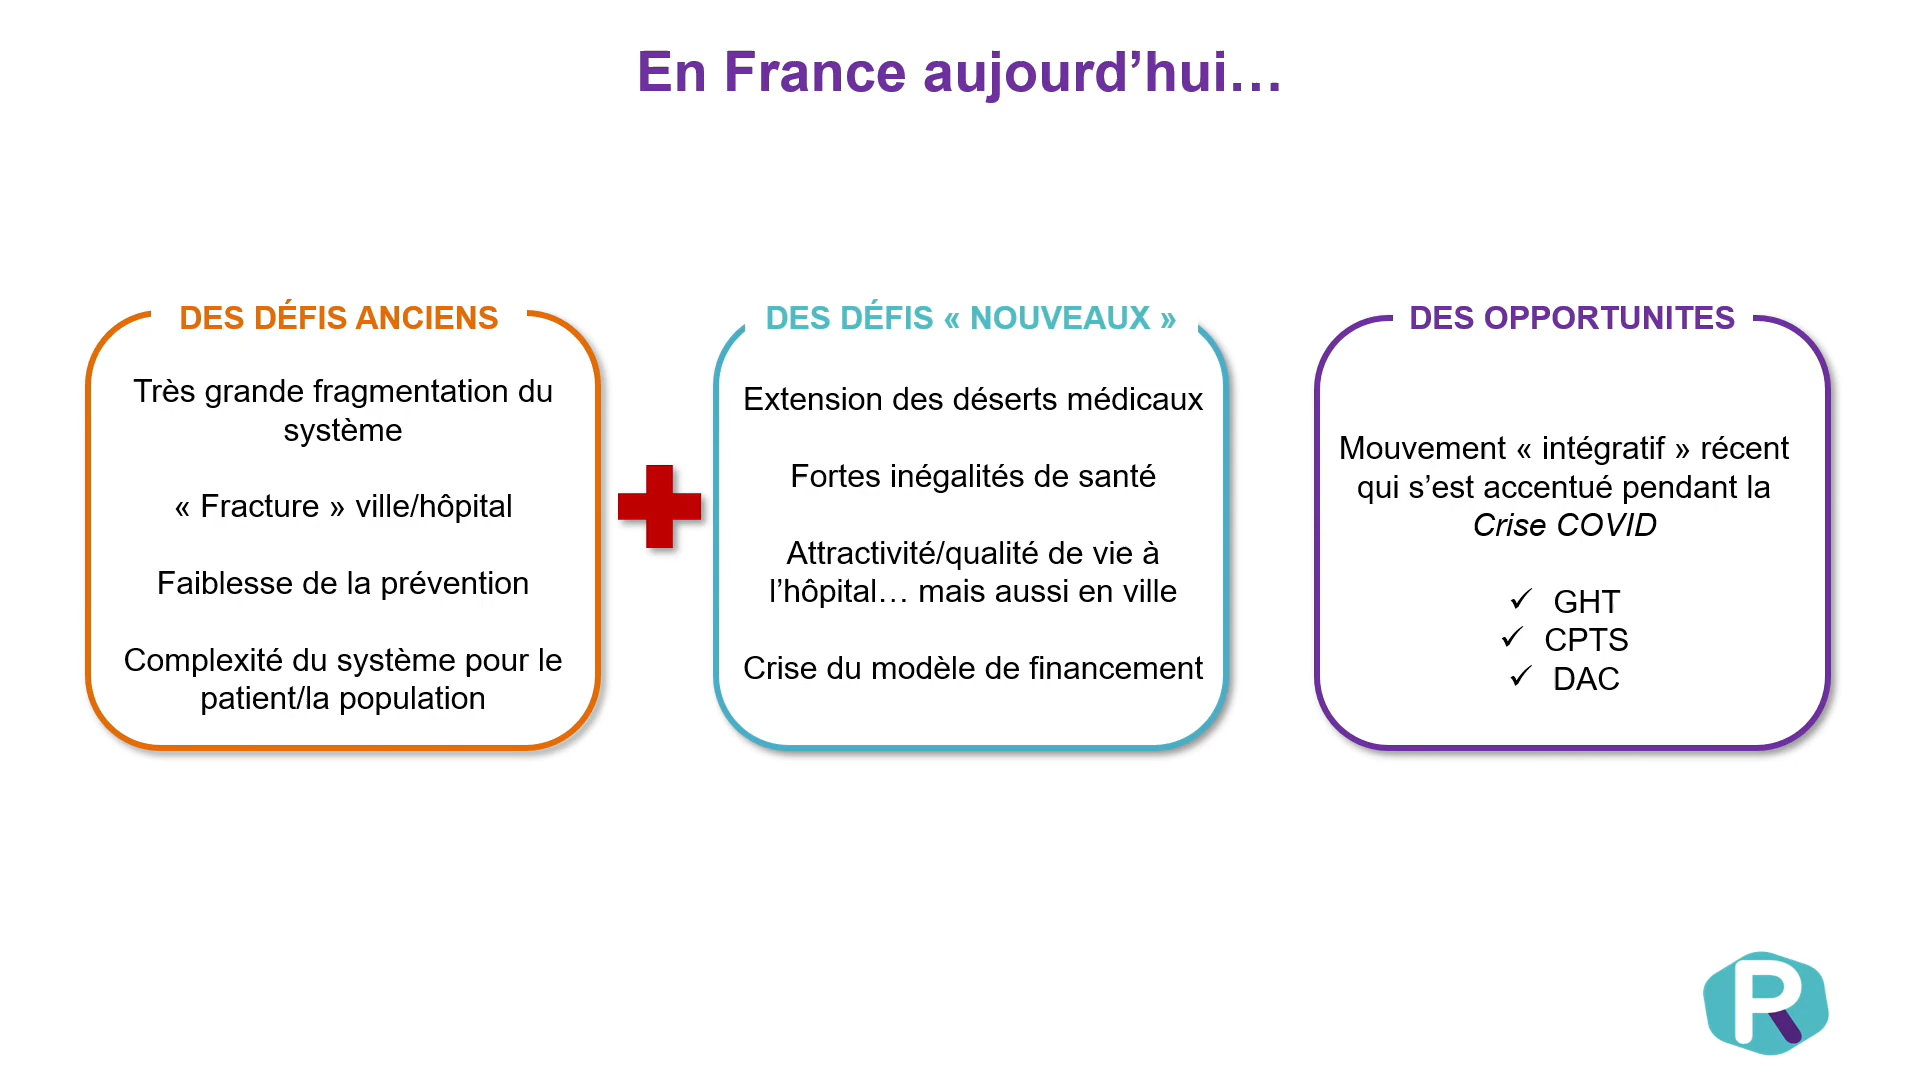 En France aujourd’hui…
DES DÉFIS ANCIENS
Très grande fragmentation du
système
« Fracture » ville/hôpital
Faiblesse de la prévention
Complexité du système pour le
patient/la population
DES DÉFIS « NOUVEAUX »
Extension des déserts médicaux
Fortes inégalités de santé
Attractivité/qualité de vie à
l’hôpital… mais aussi en ville
Crise du modèle de financement
DES OPPORTUNITES
Mouvement « intégratif » récent
qui s’est accentué pendant la
Crise COVID
✓ GHT
✓ CPTS
✓ DAC
R